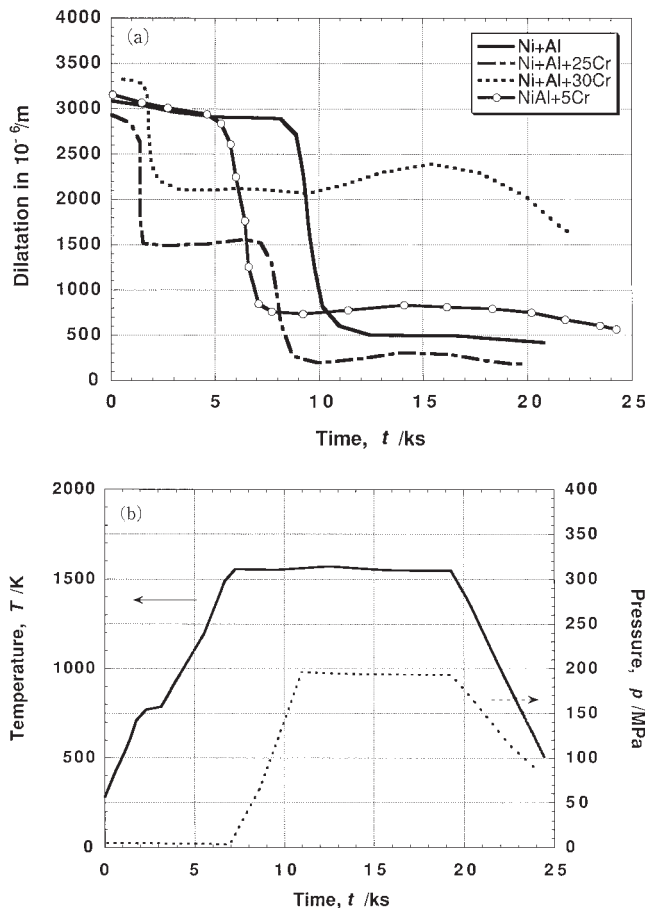 (a)
4000
3500
3000
2500
2000
1500
1000
500
0
Dilatation in 10⁻⁶/m
Ni+Al
Ni+Al+25Cr
Ni+Al+30Cr
NiAl+5Cr
0 5 10 15 20 25
Time, t /ks
(b)
2000
1500
1000
500
0
Temperature, T /K
400
350
300
250
200
150
100
50
0
Pressure, p /MPa
0 5 10 15 20 25
Time, t /ks